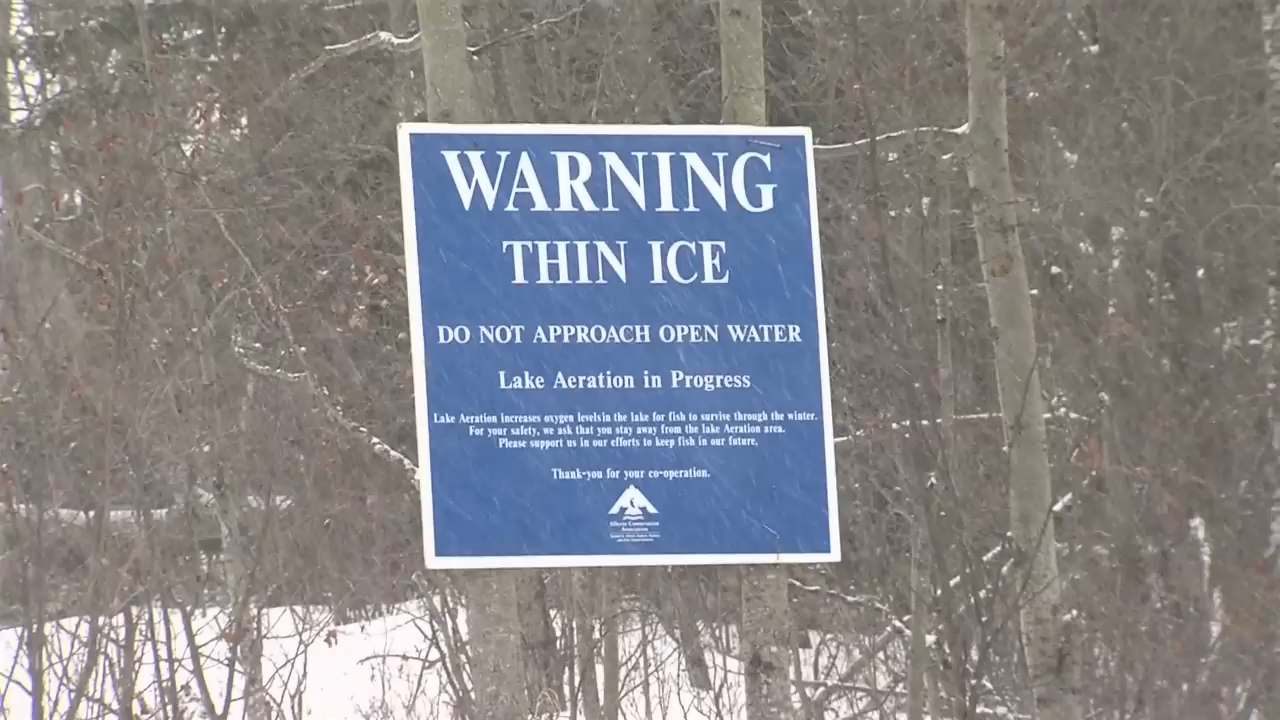 WARNING
THIN ICE
DO NOT APPROACH OPEN WATER
Lake Aeration in Progress
Lake Aeration increases oxygen levels in the lake for fish to survive through the winter.
For your safety, we ask that you stay away from the lake Aeration area.
Please support us in our efforts to keep fish in our future.
Thank-you for your co-operation.
Alberta Conservation
Association